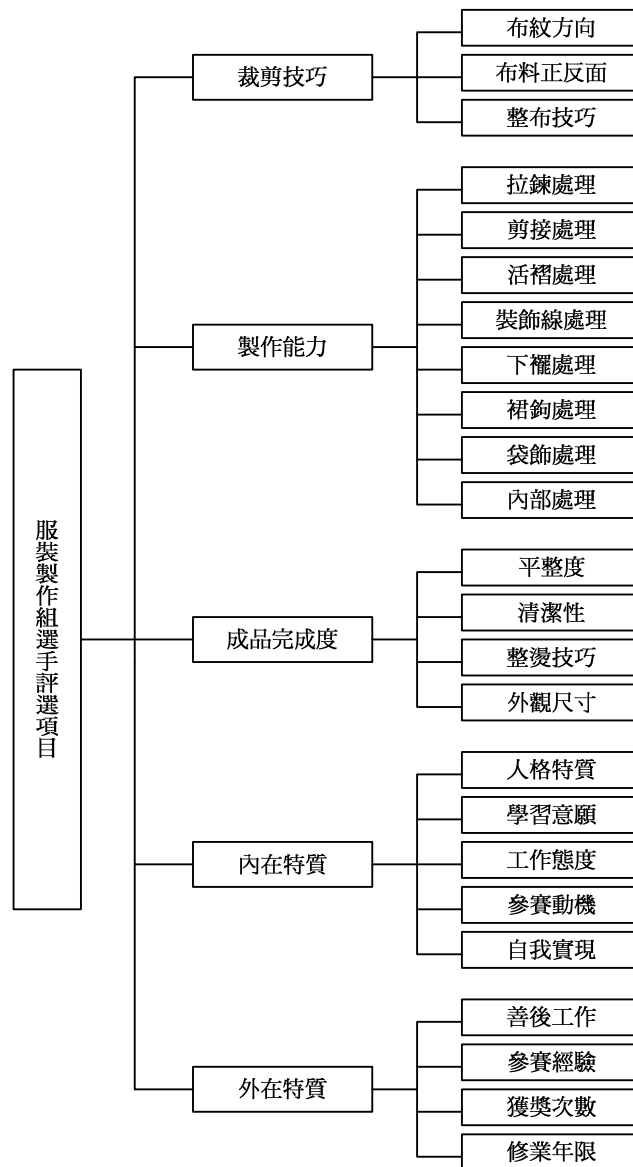 服裝製作組選手評選項目
裁剪技巧
布紋方向
布料正反面
整布技巧
製作能力
拉鍊處理
剪接處理
活褶處理
裝飾線處理
下襬處理
裙鉤處理
袋飾處理
內部處理
成品完成度
平整度
清潔性
整燙技巧
外觀尺寸
內在特質
人格特質
學習意願
工作態度
參賽動機
自我實現
外在特質
善後工作
參賽經驗
獲獎次數
修業年限